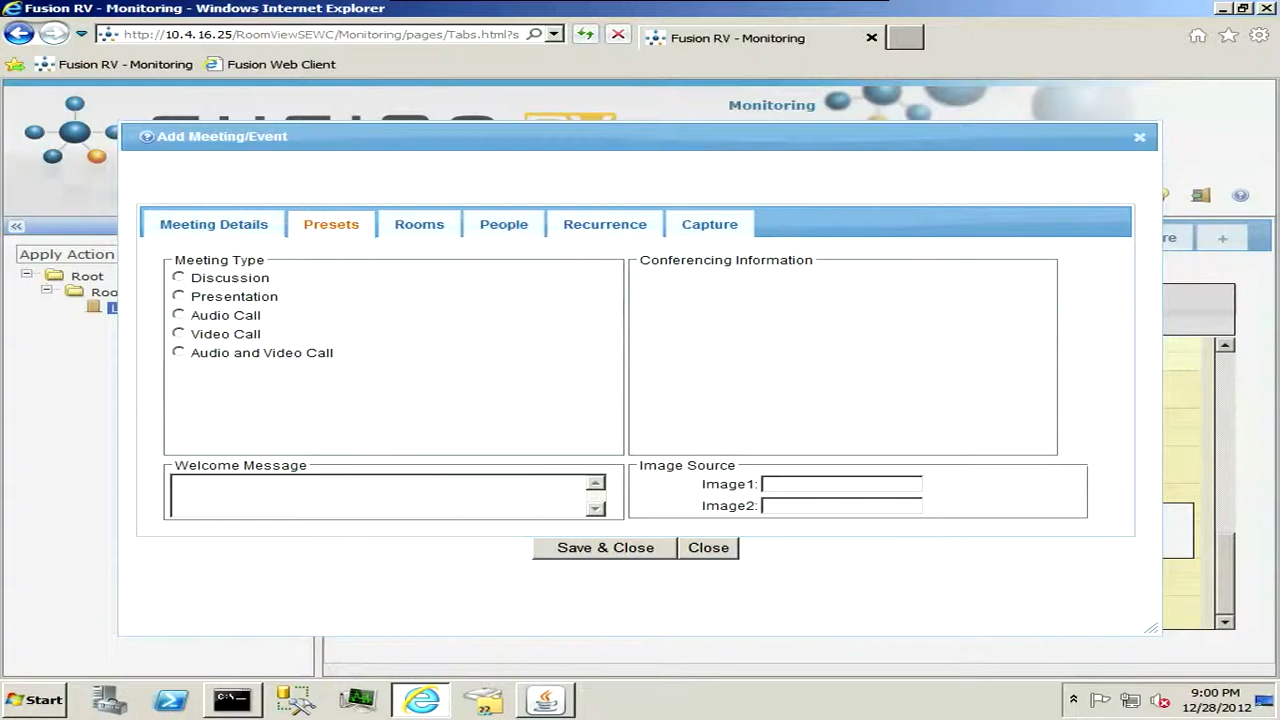 Fusion RV - Monitoring - Windows Internet Explorer
http://10.4.16.25/RoomViewSEWC/Monitoring/pages/Tabs.html?s
Fusion RV - Monitoring
Fusion RV - Monitoring
Fusion Web Client
Monitoring
Add Meeting/Event
Meeting Details
Presets
Rooms
People
Recurrence
Capture
Apply Action
Root
Roo
L
re
+
Meeting Type
Discussion
Presentation
Audio Call
Video Call
Audio and Video Call
Conferencing Information
Welcome Message
Image Source
Image1:
Image2:
Save & Close
Close
Start
9:00 PM
12/28/2012